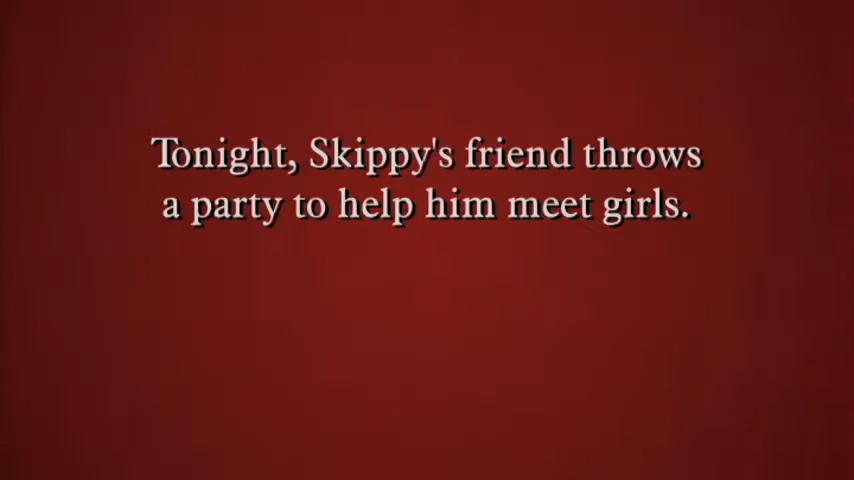 Tonight, Skippy's friend throws
a party to help him meet girls.